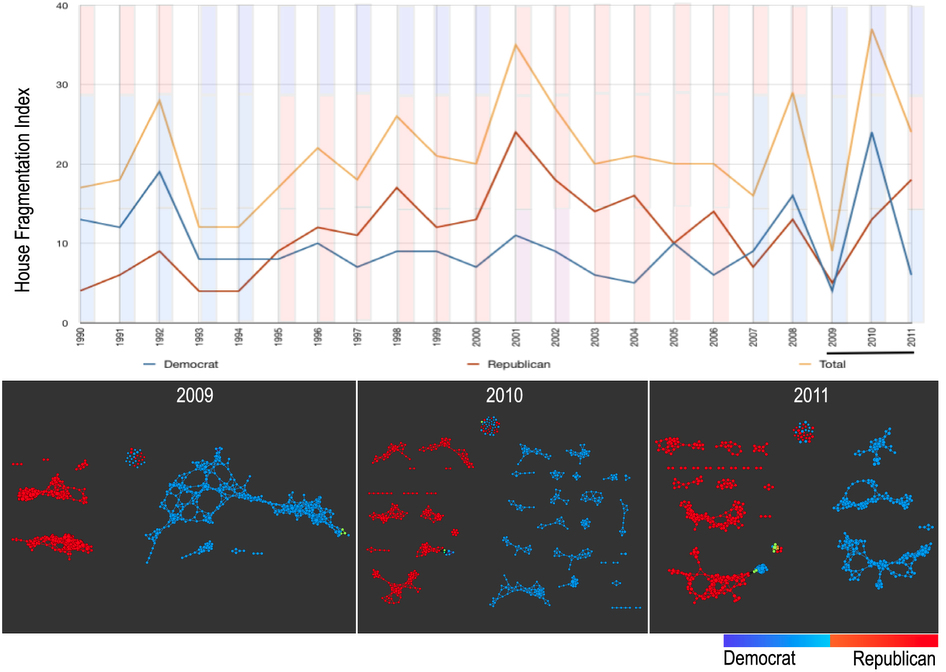 40
30
20
10
0
House Fragmentation Index
1990 1991 1992 1993 1994 1995 1996 1997 1998 1999 2000 2001 2002 2003 2004 2005 2006 2007 2008 2009 2010 2011
Democrat Republican Total
2009 2010 2011
Democrat Republican